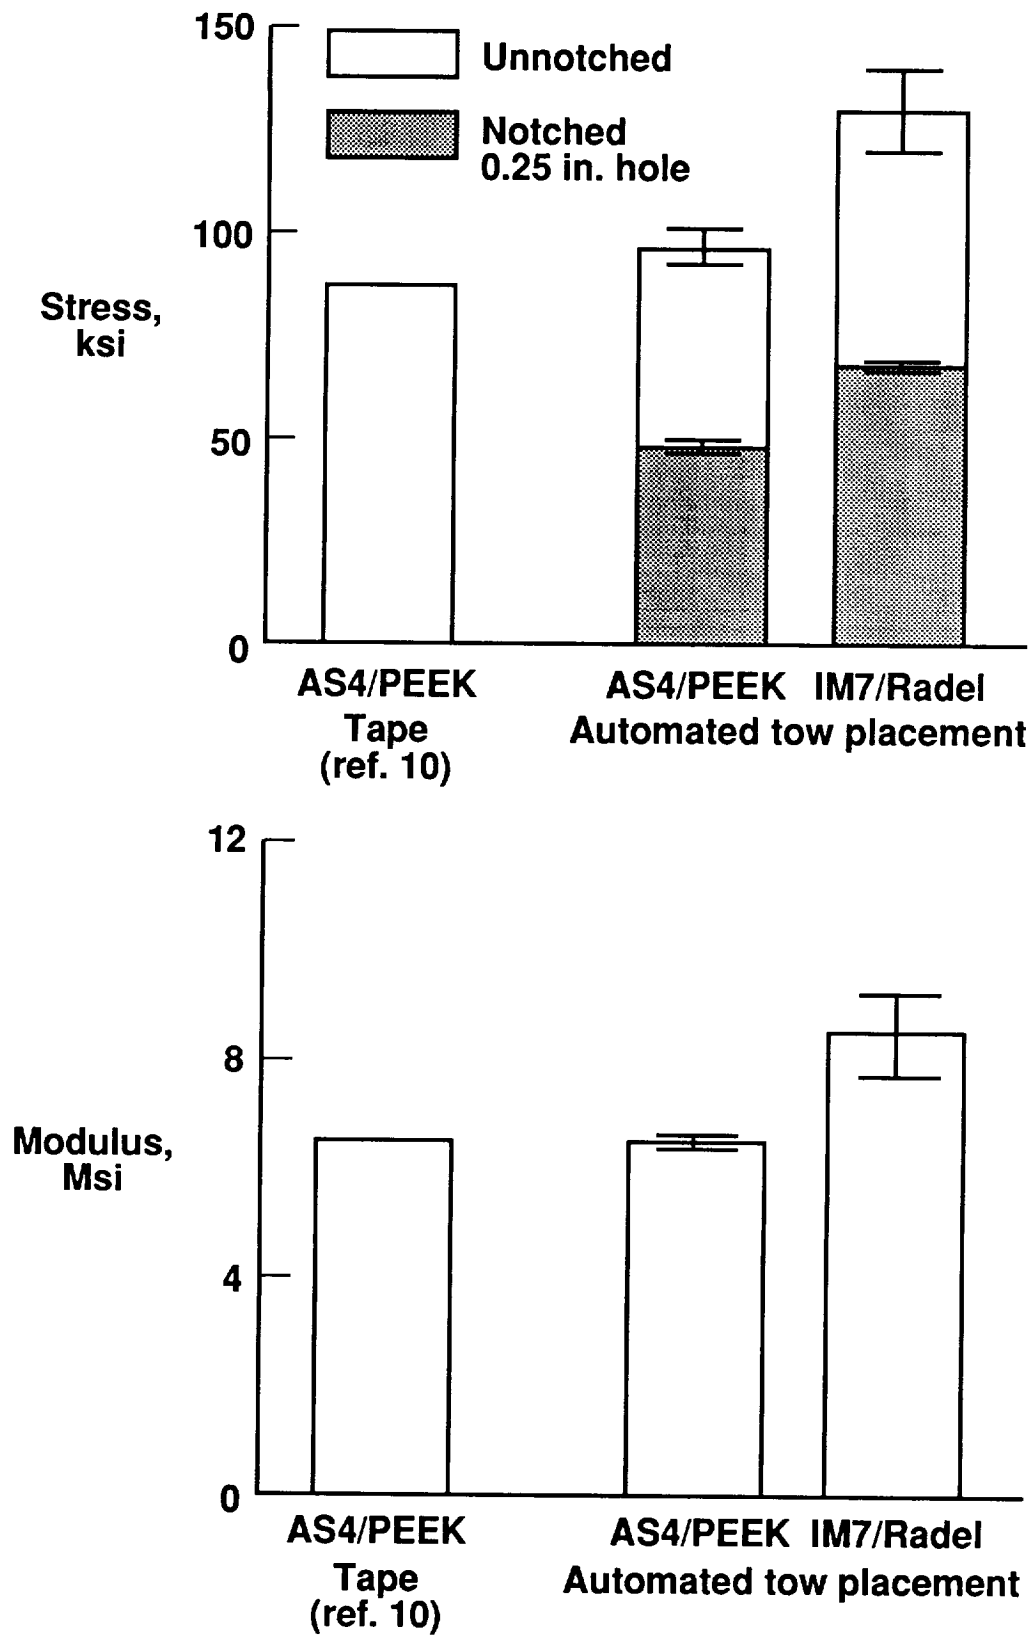 150
Unnotched
Notched
0.25 in. hole
100
Stress,
ksi
50
0
AS4/PEEK
AS4/PEEK
IM7/Radel
Tape
(ref. 10)
Automated tow placement
12
8
Modulus,
Msi
4
0
AS4/PEEK
AS4/PEEK
IM7/Radel
Tape
(ref. 10)
Automated tow placement